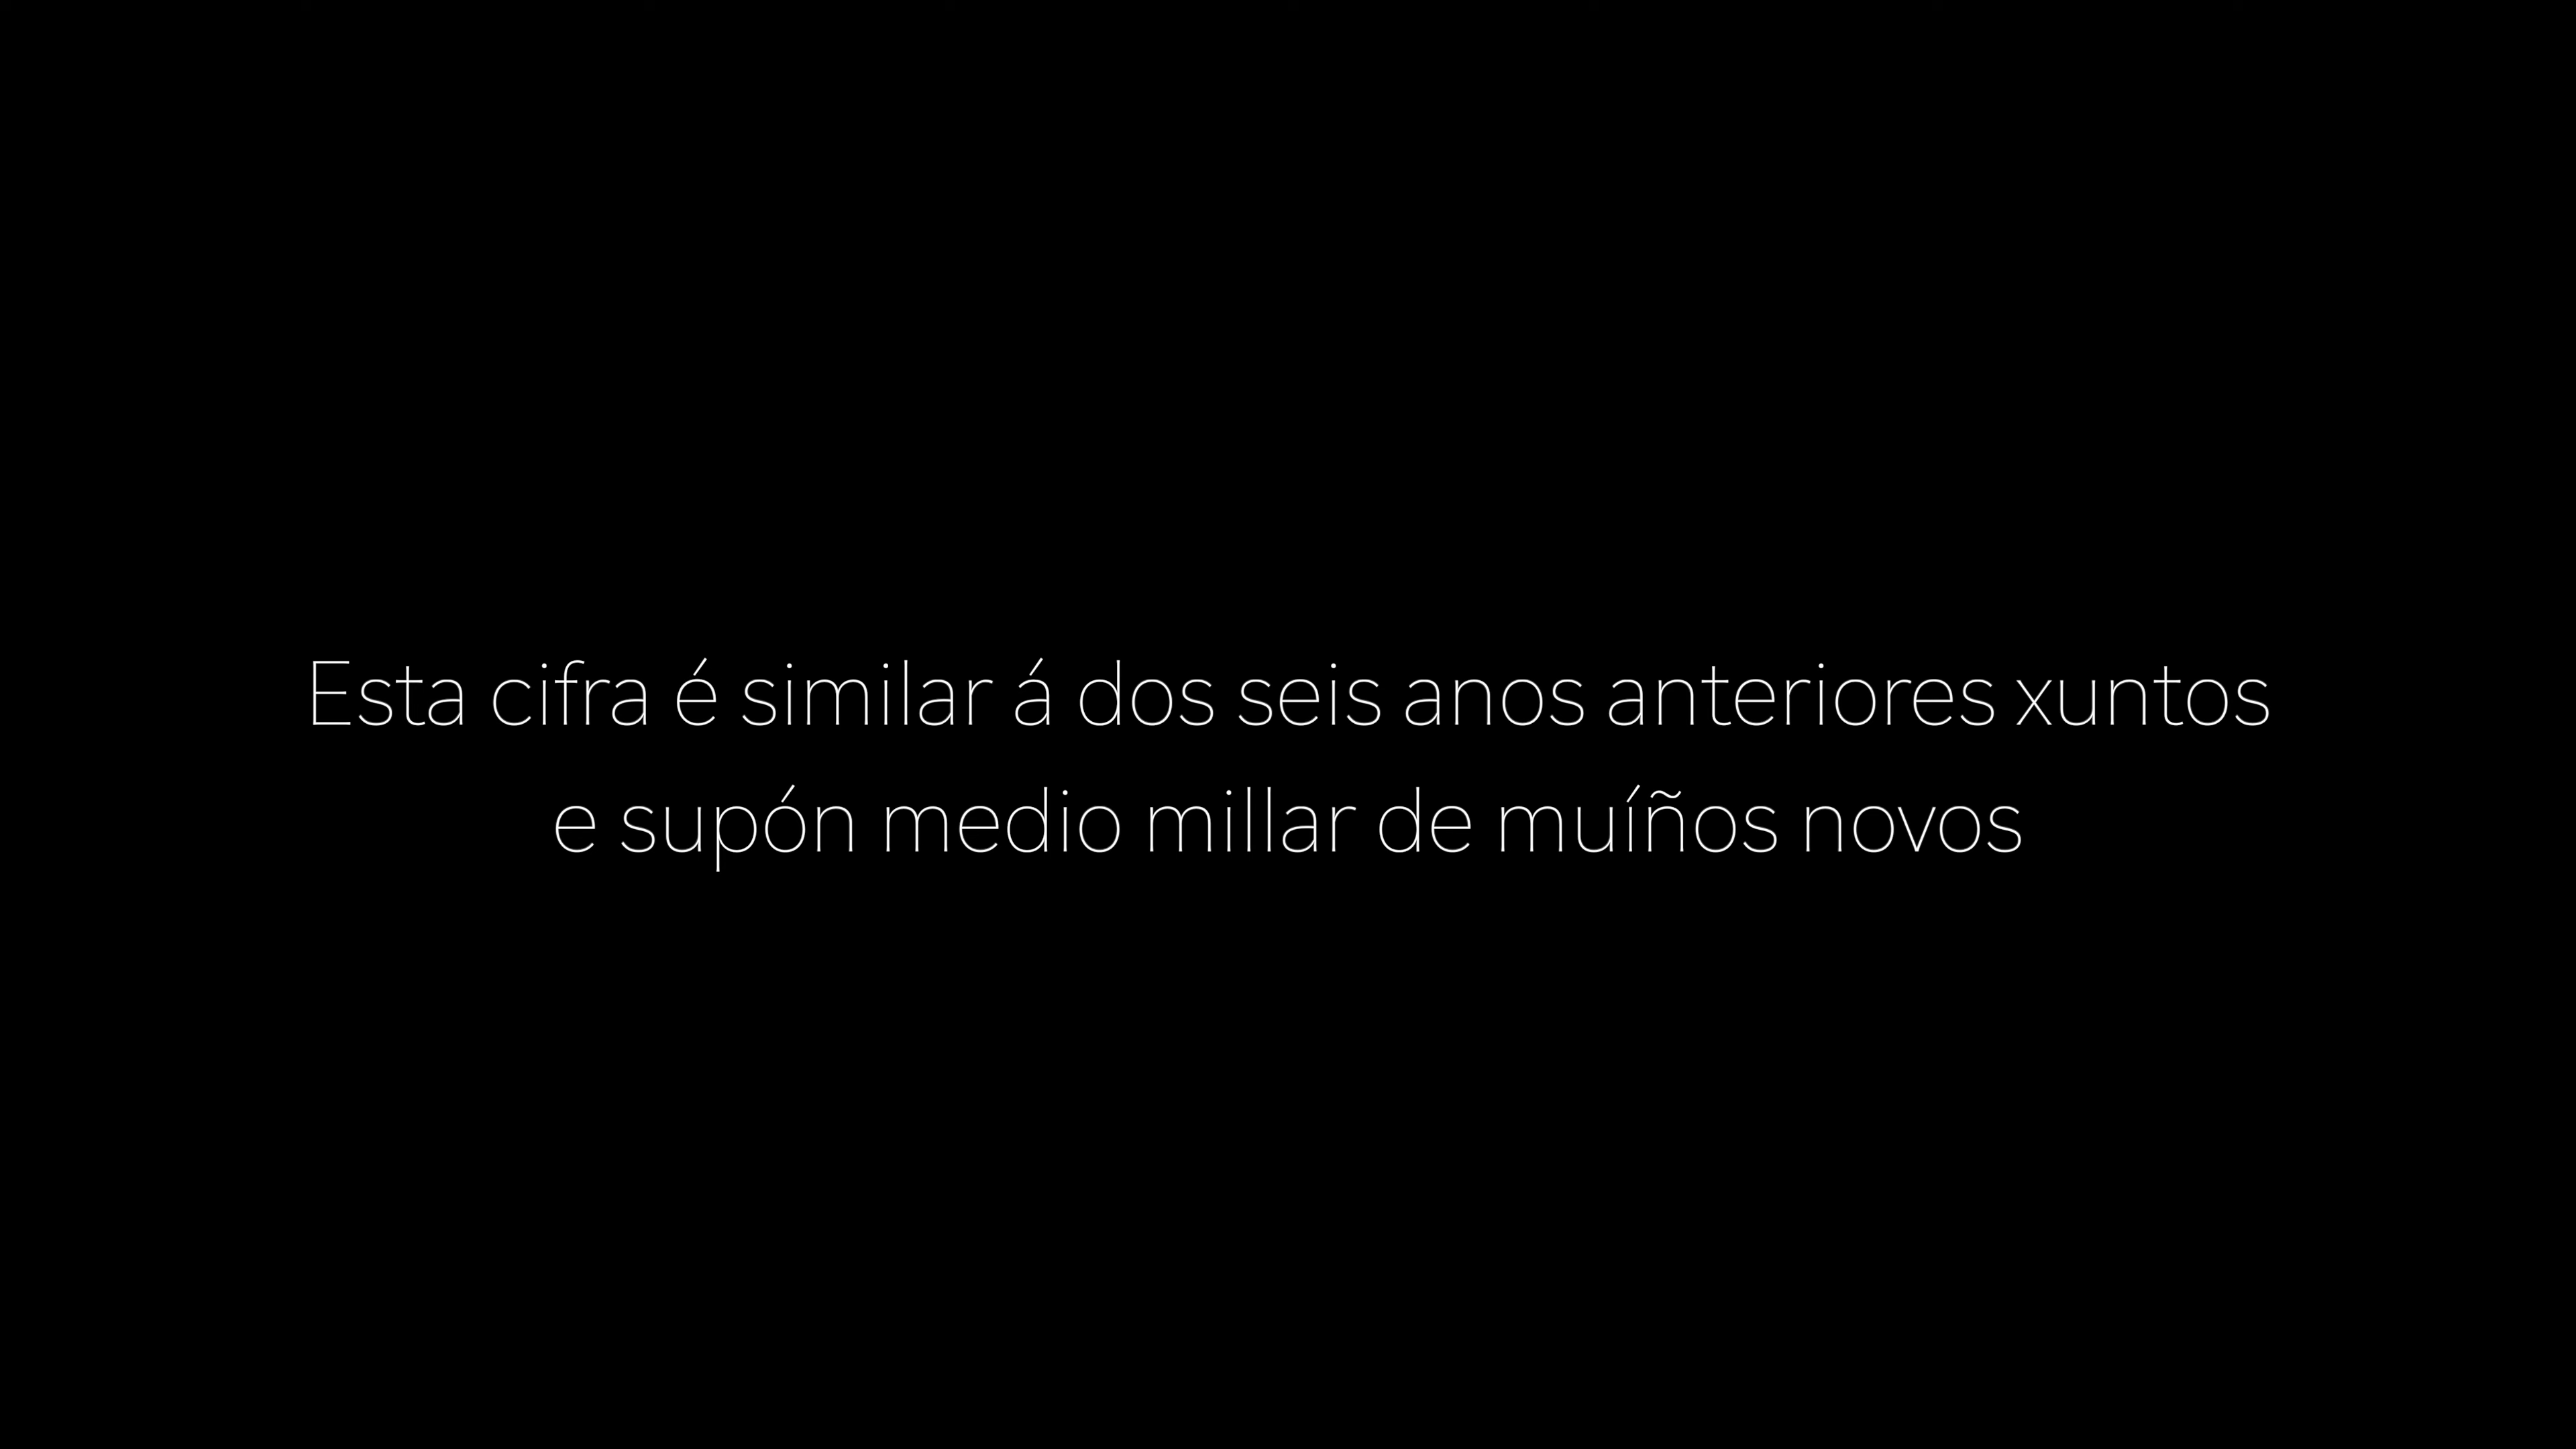 Esta cifra é similar á dos seis anos anteriores xuntos
e supón medio millar de muíños novos